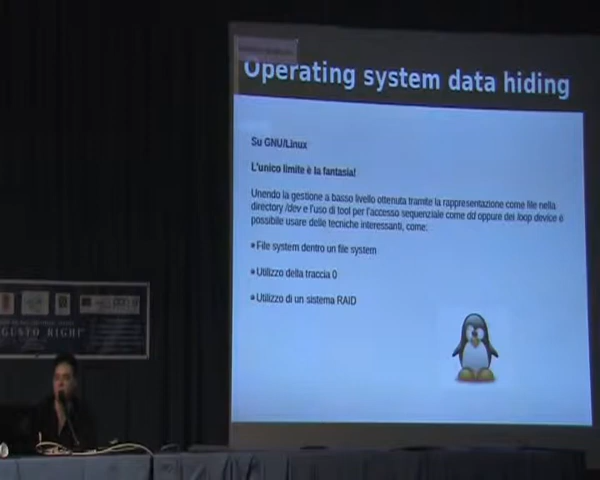 Operating system data hiding
Su GNU/Linux
L'unico limite è la fantasia!
Unendo la gestione a basso livello ottenuta tramite la rappresentazione come file nella
directory /dev e l'uso di tool per l'accesso sequenziale come dd oppure dei loop device è
possibile usare delle tecniche interessanti, come:
File system dentro un file system
Utilizzo della traccia 0
Utilizzo di un sistema RAID
GUSTO RIGHI"